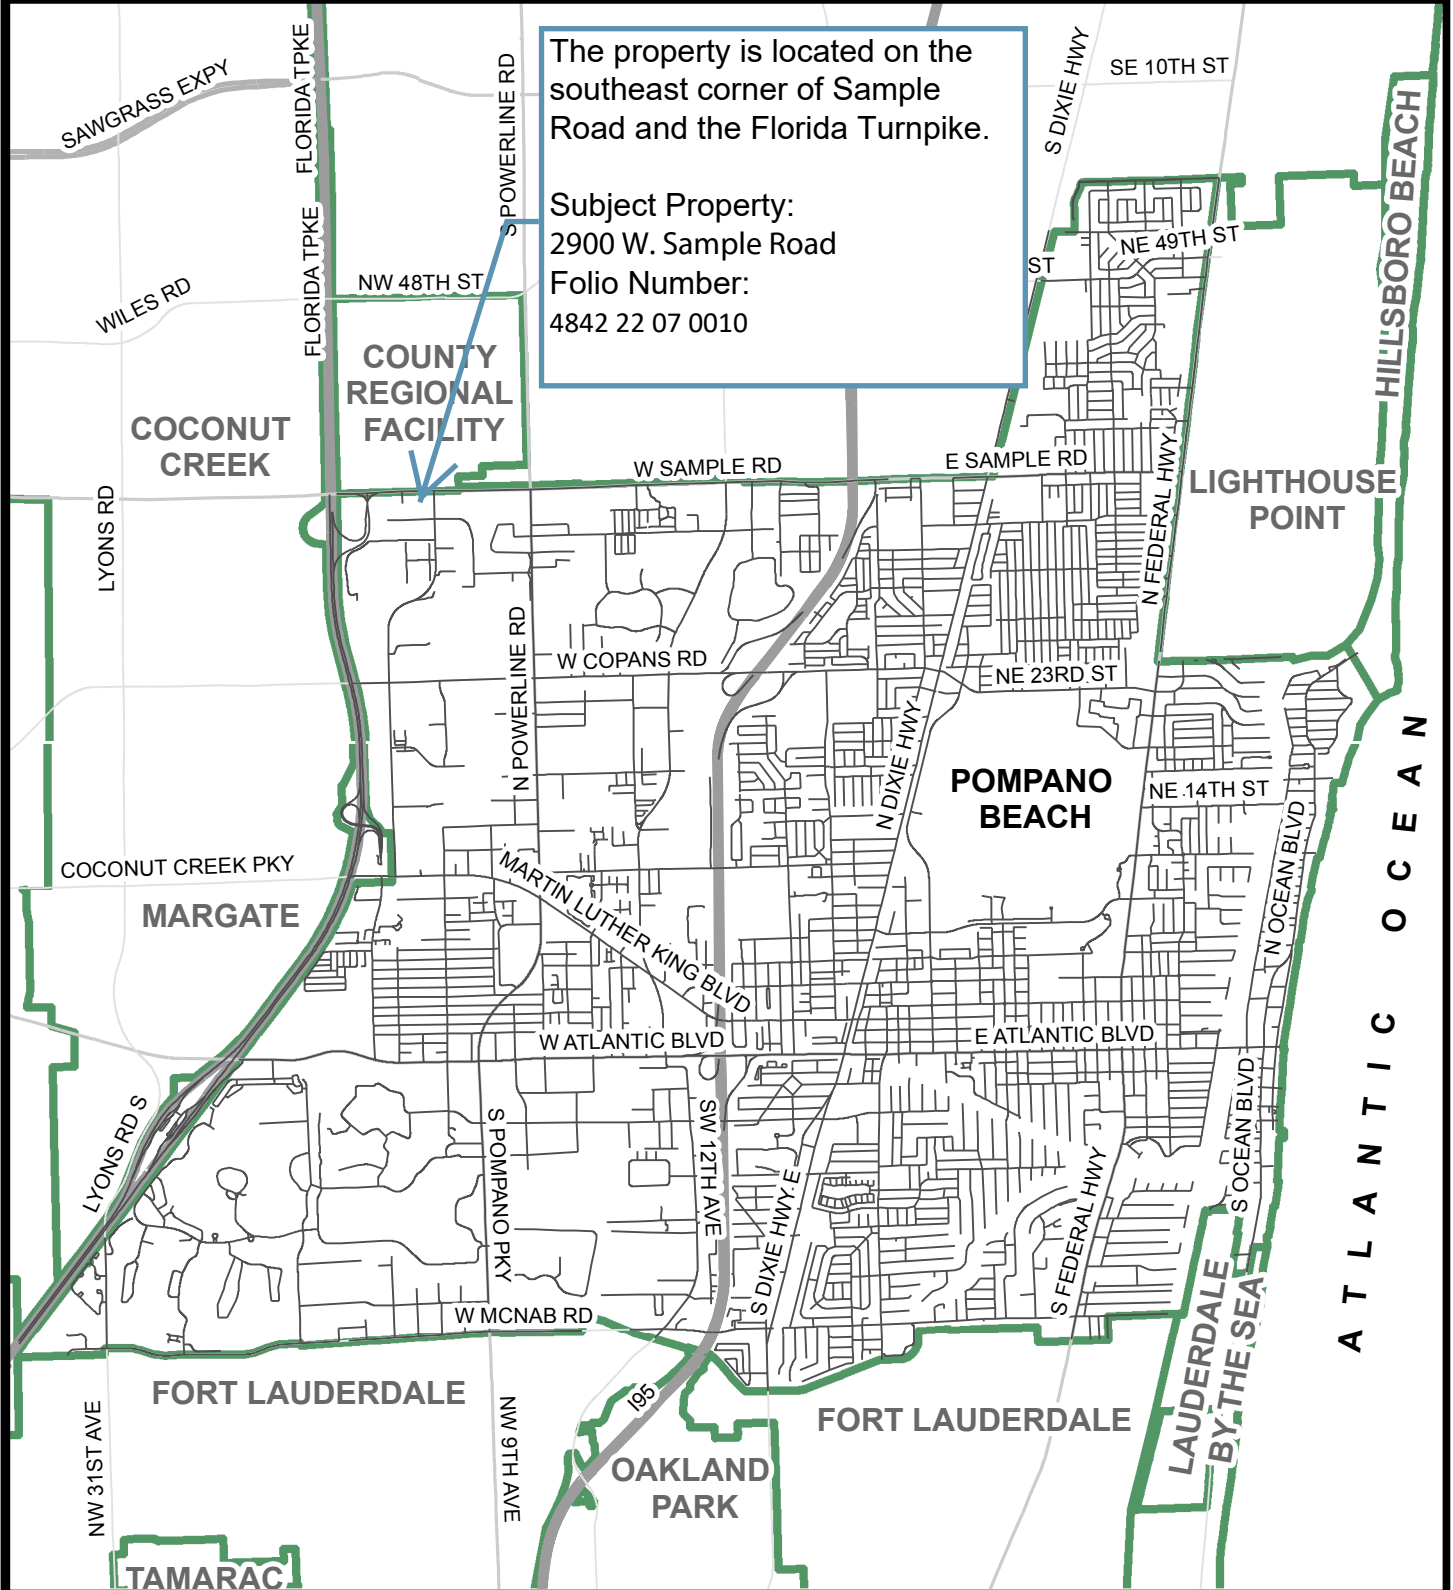 The property is located on the
southeast corner of Sample
Road and the Florida Turnpike.
Subject Property:
2900 W. Sample Road
Folio Number:
4842 22 07 0010
SAWGRASS EXPY
FLORIDA TPKE
FLORIDA TPKE
S POWERLINE RD
S DIXIE HWY
SE 10TH ST
HILLSBORO BEACH
NE 49TH ST
ST
NW 48TH ST
WILES RD
COUNTY
REGIONAL
FACILITY
COCONUT
CREEK
W SAMPLE RD
E SAMPLE RD
N FEDERAL HWY
LIGHTHOUSE
POINT
LYONS RD
N POWERLINE RD
W COPANS RD
NE 23RD ST
N DIXIE HWY
POMPANO
BEACH
NE 14TH ST
N OCEAN BLVD
ATLANTIC OCEAN
COCONUT CREEK PKY
MARGATE
MARTIN LUTHER KING BLVD
W ATLANTIC BLVD
E ATLANTIC BLVD
LYONS RD S
S POMPANO PKY
SW 12TH AVE
S DIXIE HWY E
S FEDERAL HWY
S OCEAN BLVD
W MCNAB RD
LAUDERDALE
BY THE SEA
FORT LAUDERDALE
I95
FORT LAUDERDALE
NW 31ST AVE
NW 9TH AVE
OAKLAND
PARK
TAMARAC